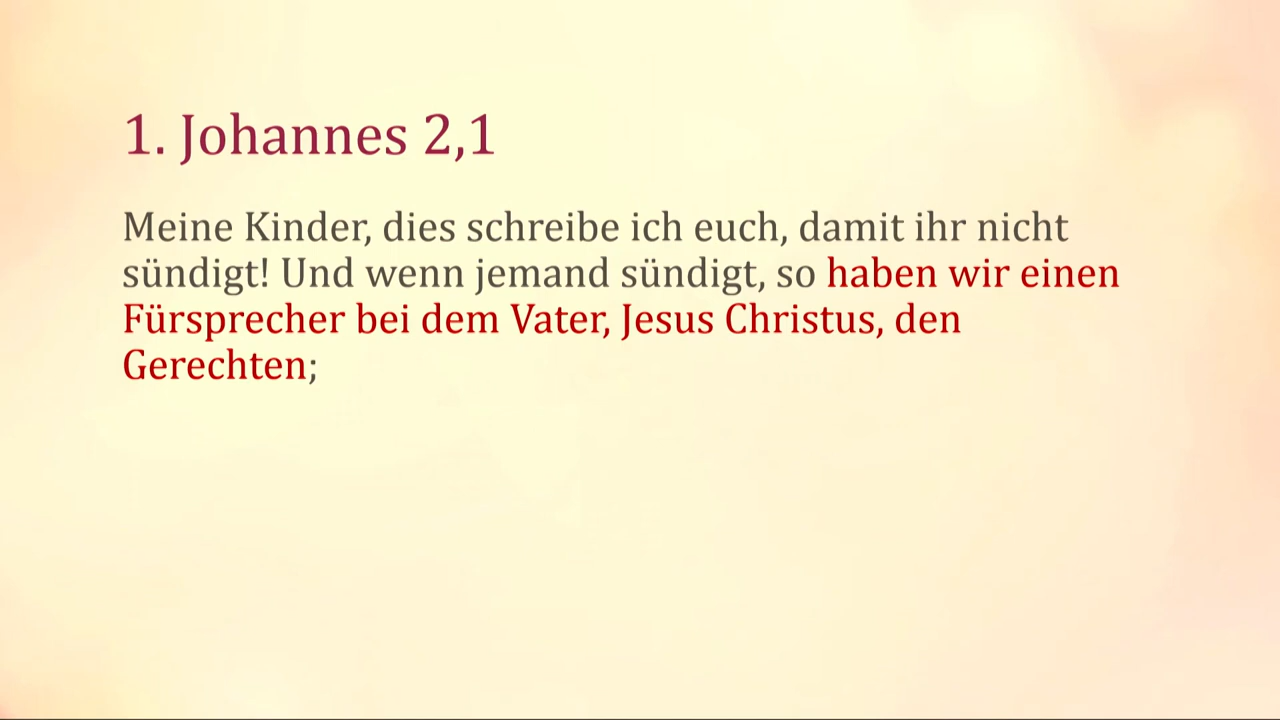 1. Johannes 2,1
Meine Kinder, dies schreibe ich euch, damit ihr nicht
sündigt! Und wenn jemand sündigt, so haben wir einen
Fürsprecher bei dem Vater, Jesus Christus, den
Gerechten;